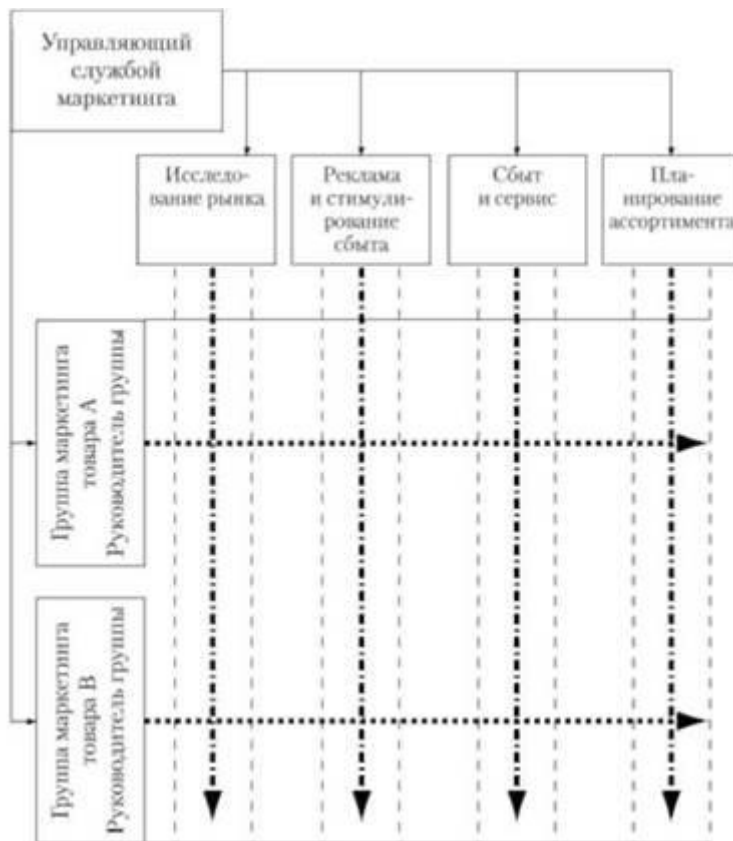 Управляющий
службой
маркетинга
Исследо-
вание рынка
Реклама
и стимули-
рование
сбыта
Сбыт
и сервис
Пла-
нирование
ассортимента
Группа маркетинга
товара А
Руководитель группы
Группа маркетинга
товара В
Руководитель группы